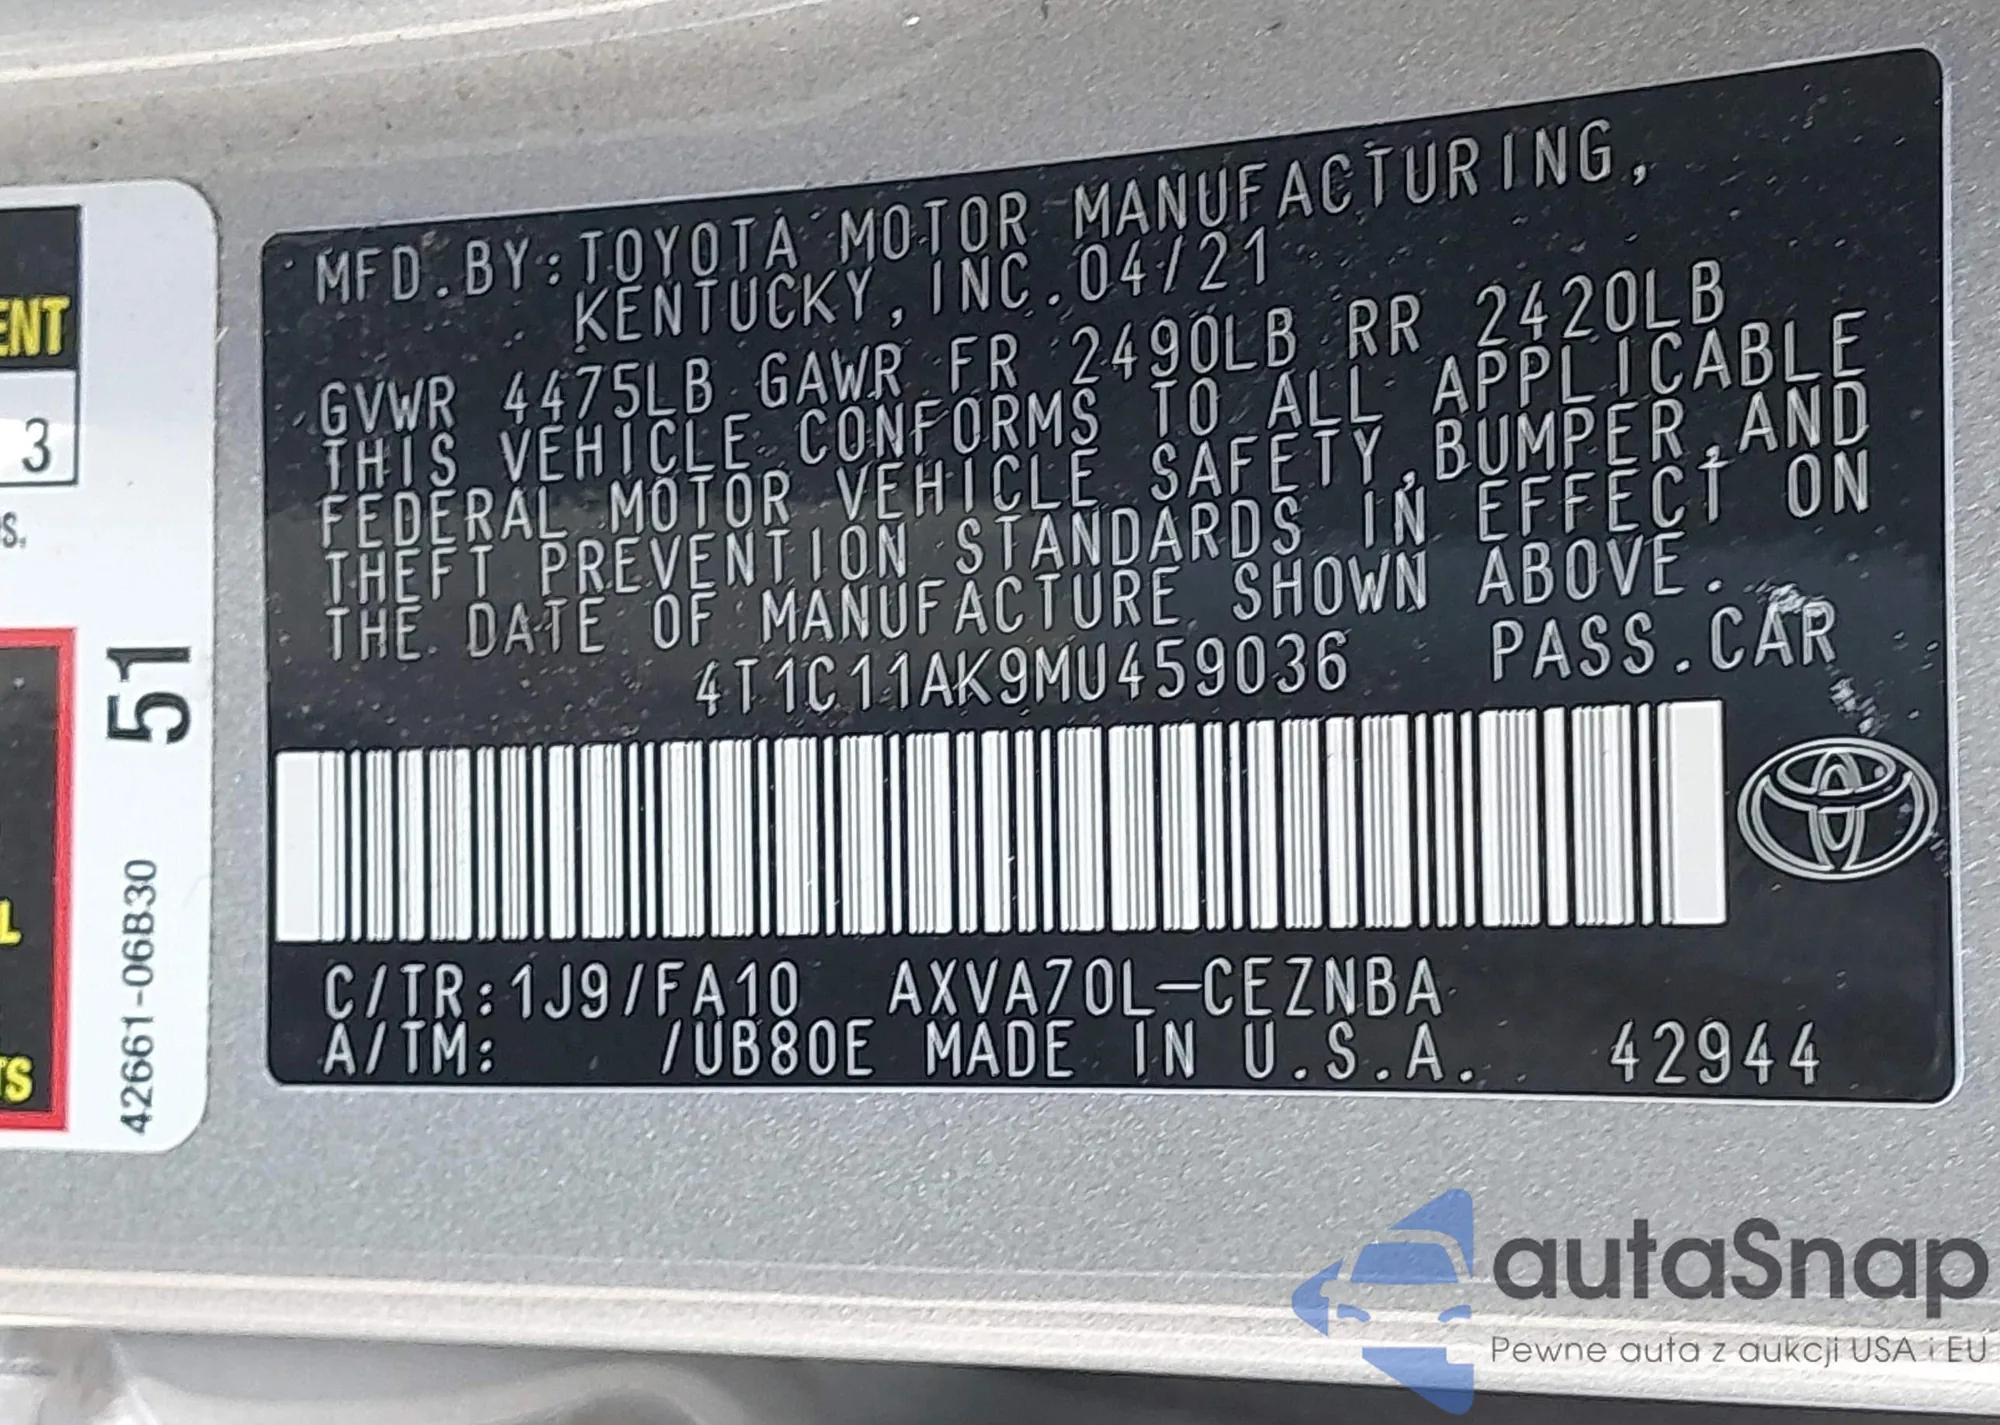 MFD.BY:TOYOTA MOTOR MANUFACTURING,
KENTUCKY, INC.04/21
GVWR 4475LB GAWR FR 2490LB RR 2420LB
THIS VEHICLE CONFORMS TO ALL APPLICABLE
FEDERAL MOTOR VEHICLE SAFETY,BUMPER,AND
THEFT PREVENTION STANDARDS IN EFFECT ON
THE DATE OF MANUFACTURE SHOWN ABOVE.
4T1C11AK9MU459036 PASS.CAR
C/TR:1J9/FA10 AXVA70L-CEZNBA
A/TM: /UB80E MADE IN U.S.A. 42944
ENT
3
S.
51
42661-06B30
L
TS
autaSnap
Pewne auta z aukcji USA i EU